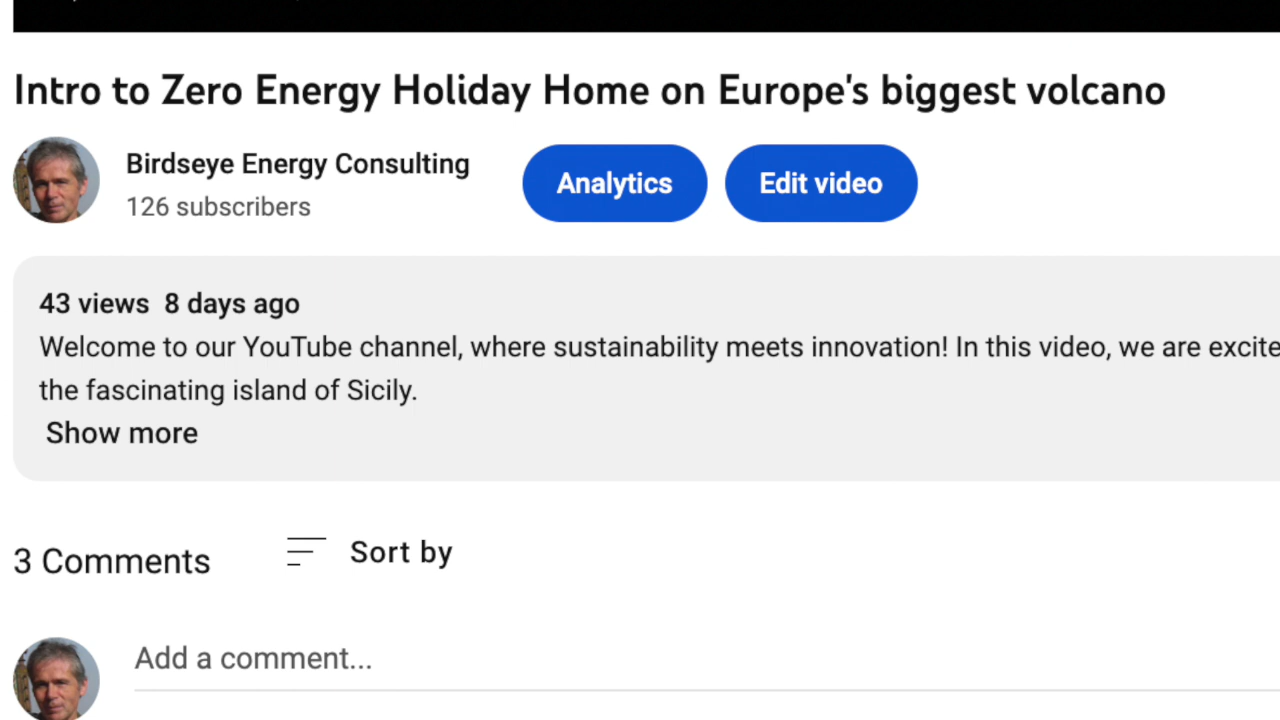 Intro to Zero Energy Holiday Home on Europe's biggest volcano
Birdseye Energy Consulting
126 subscribers
Analytics
Edit video
43 views 8 days ago
Welcome to our YouTube channel, where sustainability meets innovation! In this video, we are excite
the fascinating island of Sicily.
Show more
3 Comments
Sort by
Add a comment...